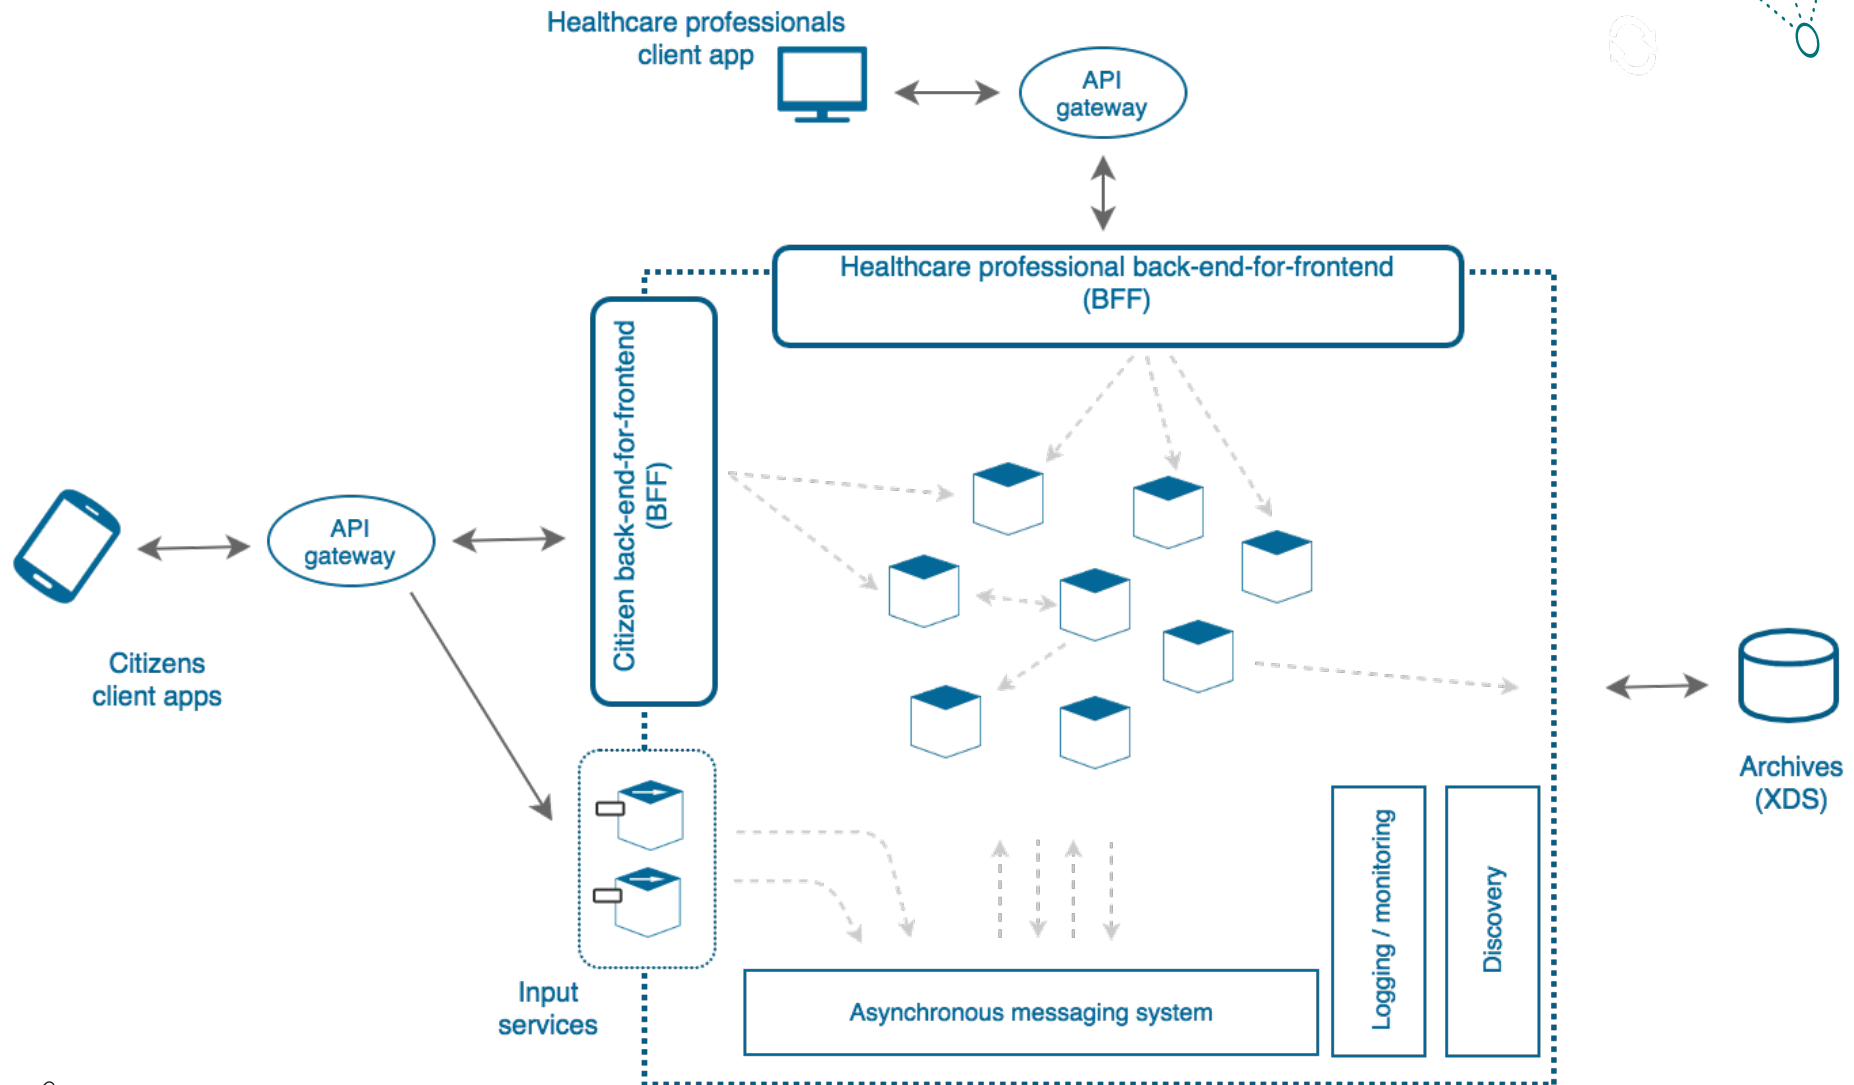 Healthcare professionals
client app
API
gateway
Healthcare professional back-end-for-frontend
(BFF)
Citizen back-end-for-frontend
(BFF)
API
gateway
Citizens
client apps
Archives
(XDS)
Input
services
Asynchronous messaging system
Logging / monitoring
Discovery